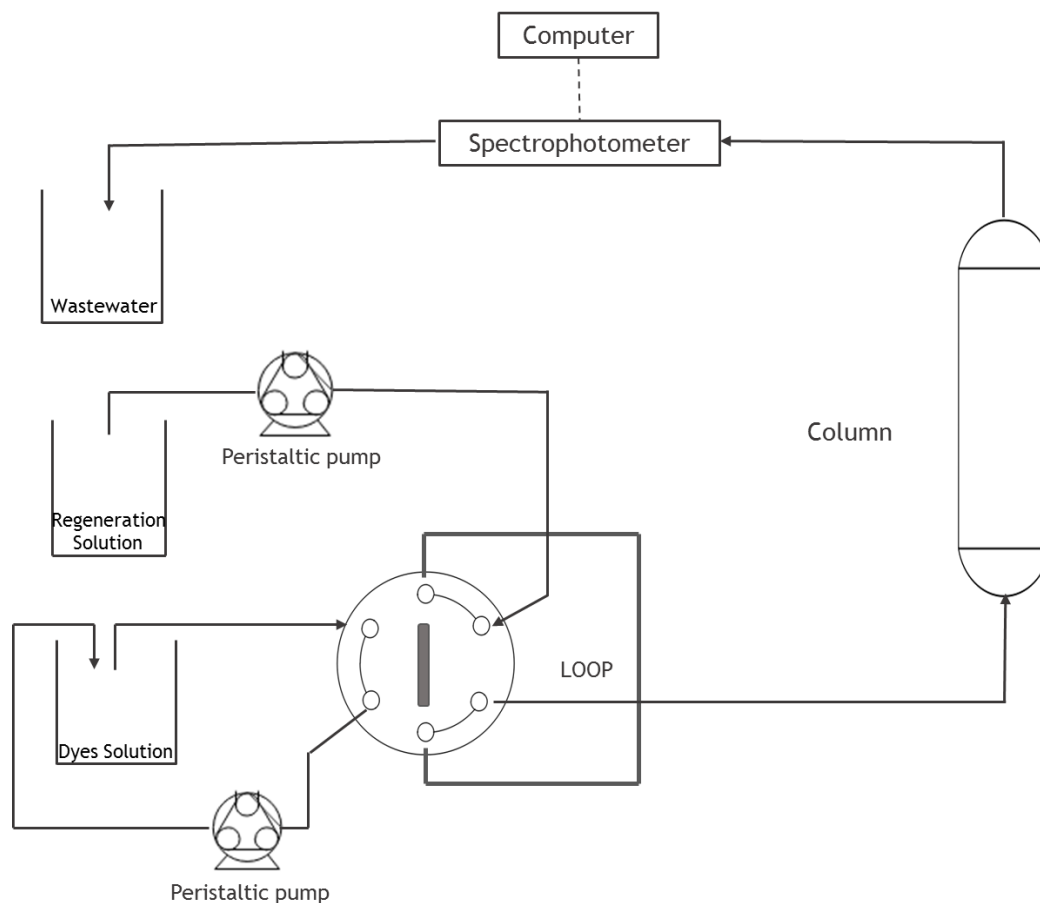 Computer
Spectrophotometer
Wastewater
Peristaltic pump
Column
Regeneration
Solution
LOOP
Dyes Solution
Peristaltic pump